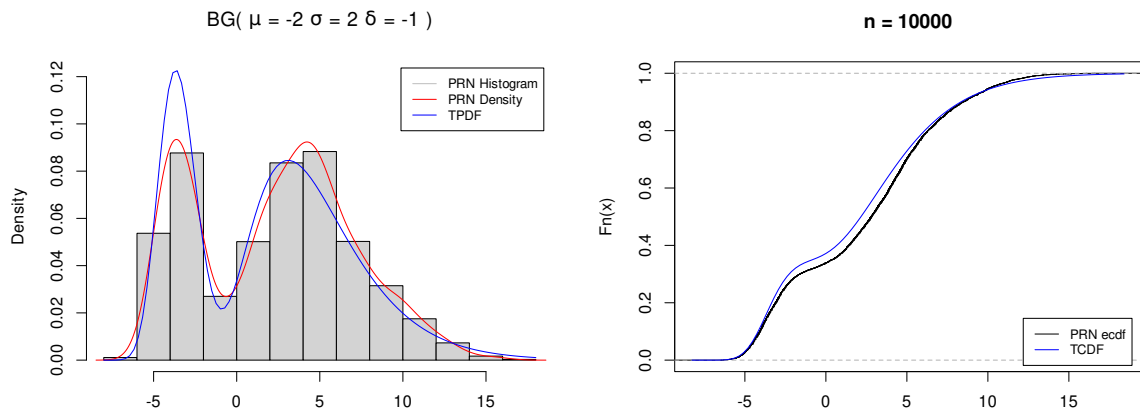 BG( μ = -2 σ = 2 δ = -1 )
Density
0.00
0.02
0.04
0.06
0.08
0.10
0.12
-5
0
5
10
15
PRN Histogram
PRN Density
TPDF
n = 10000
Fn(x)
0.0
0.2
0.4
0.6
0.8
1.0
-5
0
5
10
15
PRN ecdf
TCDF